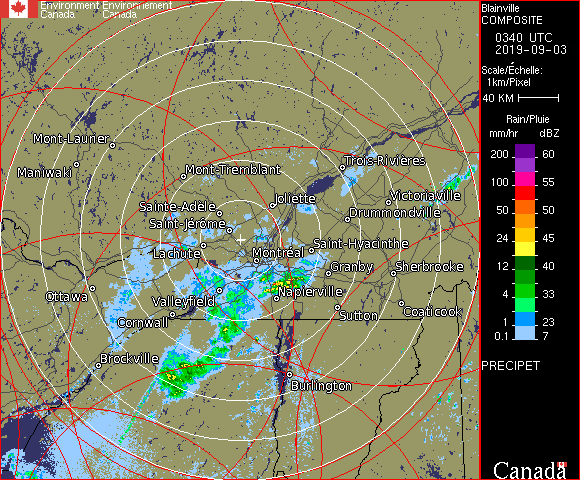 Environment Environnement
Canada Canada
Blainville
COMPOSITE
0340 UTC
2019-09-03
Scale/Échelle:
1km/Pixel
40 KM
Rain/Pluie
mm/hr dBZ
200 60
100 55
50 50
24 45
12 40
4 33
1 23
0.1 7
PRECIPET
Canada
Mont-Laurier
Maniwaki
Mont-Tremblant
Trois-Rivières
Joliette
Victoriaville
Sainte-Adèle
Drummondville
Saint-Jérôme
Lachute
Montréal
Saint-Hyacinthe
Granby
Sherbrooke
Ottawa
Valleyfield
Napierville
Cornwall
Sutton
Coaticook
Brockville
Burlington